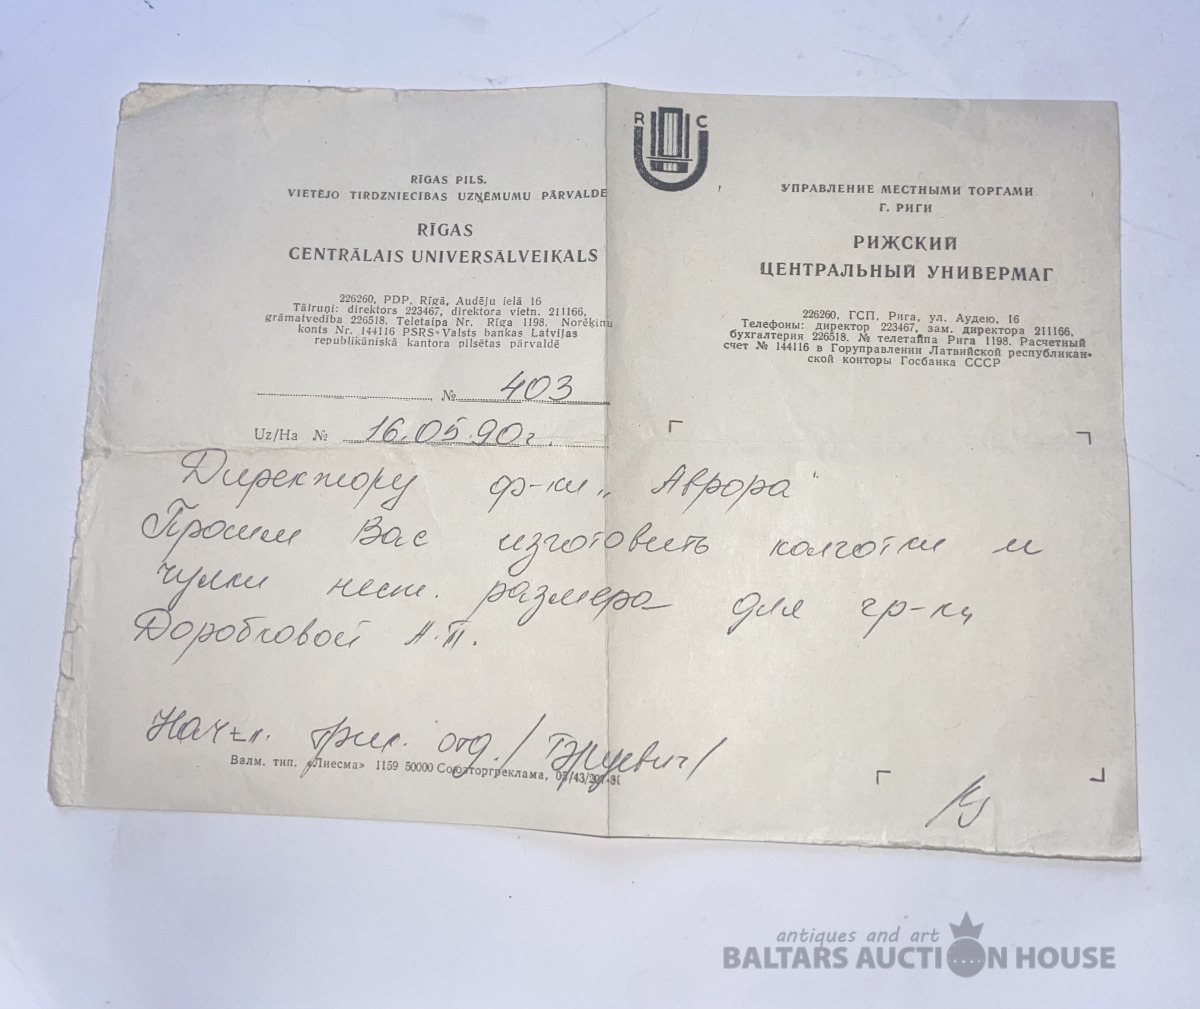 R C
RĪGAS PILS.
VIETĒJO TIRDZNIECĪBAS UZŅĒMUMU PĀRVALDE
RĪGAS
CENTRĀLAIS UNIVERSĀLVEIKALS
226260, PDP, Rīgā, Audēju ielā 16
Tālruņi: direktors 223467, direktora vietn. 211166,
grāmatvedība 226518. Teletaipa Nr. Rīga 1198. Norēķinu
konts Nr. 144116 PSRS Valsts bankas Latvijas
republikāniskā kantora pilsētas pārvaldē
УПРАВЛЕНИЕ МЕСТНЫМИ ТОРГАМИ
Г. РИГИ
РИЖСКИЙ
ЦЕНТРАЛЬНЫЙ УНИВЕРМАГ
226260, ГСП, Рига, ул. Аудею, 16
Телефоны: директор 223467, зам. директора 211166,
бухгалтерия 226518. № телетайпа Рига 1198. Расчетный
счет № 144116 в Горуправлении Латвийской республикан-
ской конторы Госбанка СССР
№ 403
Uz/На № 16.05.90г.
Директору ф-ки „Аврора"
Просим Вас изготовить колготки и
чулки нест. размера для гр-ки
Доробковой А.Т.
Нач. трик. отд.
Валм. тип. «Лиесма» 1159 50000 Союзторгреклама,
antiques and art
BALTARS AUCTION HOUSE